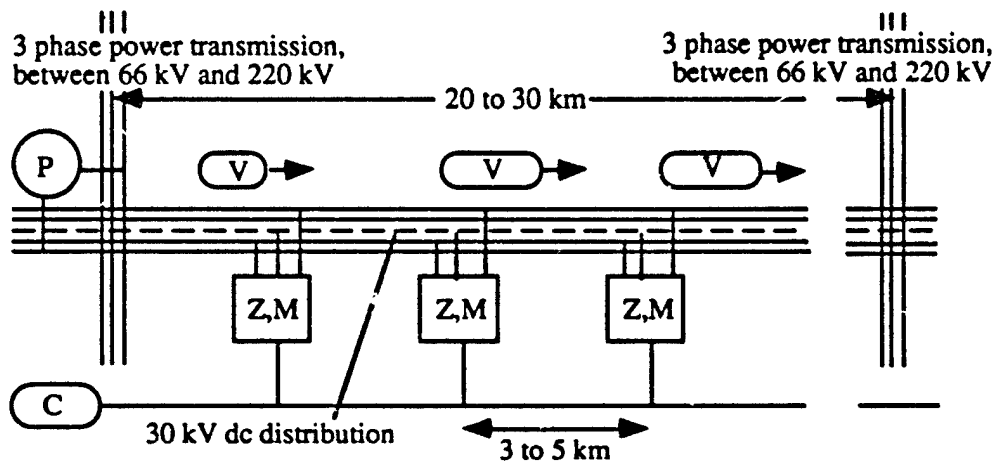 3 phase power transmission,
between 66 kV and 220 kV
3 phase power transmission,
between 66 kV and 220 kV
20 to 30 km
P
V
V
V
Z,M
Z,M
Z,M
C
30 kV dc distribution
3 to 5 km